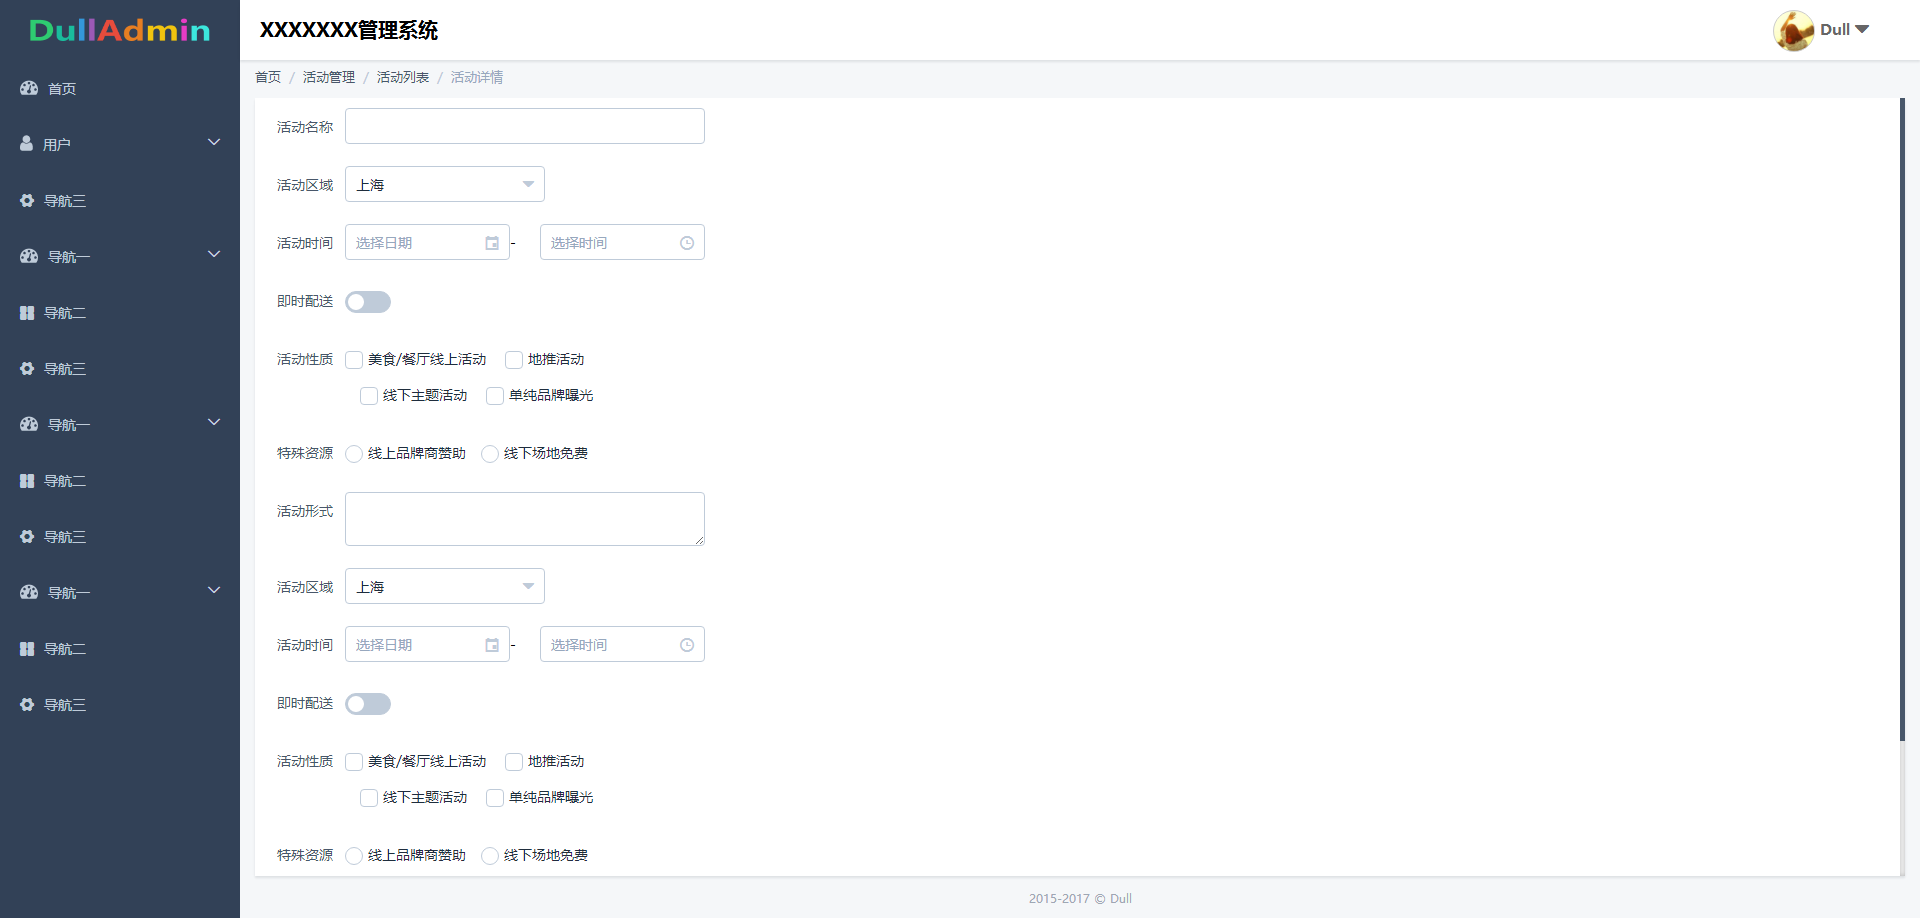 DullAdmin
首页
用户
导航三
导航一
导航二
导航三
导航一
导航二
导航三
导航一
导航二
导航三
XXXXXXX管理系统
Dull
首页 / 活动管理 / 活动列表 / 活动详情
活动名称
活动区域 上海
活动时间 选择日期 - 选择时间
即时配送
活动性质 美食/餐厅线上活动 地推活动
线下主题活动 单纯品牌曝光
特殊资源 线上品牌商赞助 线下场地免费
活动形式
活动区域 上海
活动时间 选择日期 - 选择时间
即时配送
活动性质 美食/餐厅线上活动 地推活动
线下主题活动 单纯品牌曝光
特殊资源 线上品牌商赞助 线下场地免费
2015-2017 © Dull